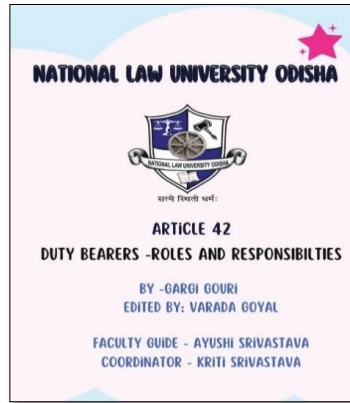 NATIONAL LAW UNIVERSITY ODISHA
NATIONAL LAW UNIVERSITY ODISHA
सत्ये स्थितो धर्मः
ARTICLE 42
DUTY BEARERS -ROLES AND RESPONSIBILTIES
BY -GARGI GOURI
EDITED BY: VARADA GOYAL
FACULTY GUIDE - AYUSHI SRIVASTAVA
COORDINATOR - KRITI SRIVASTAVA